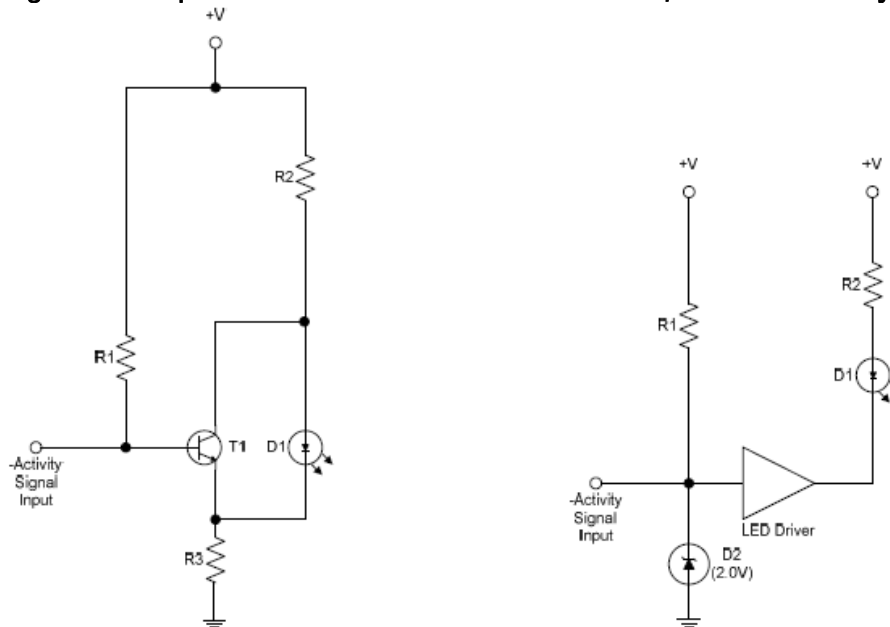 +V
R2
R1
T1
D1
-Activity
Signal
Input
R3
+V
+V
R2
R1
D1
-Activity
Signal
Input
LED Driver
D2
(2.0V)